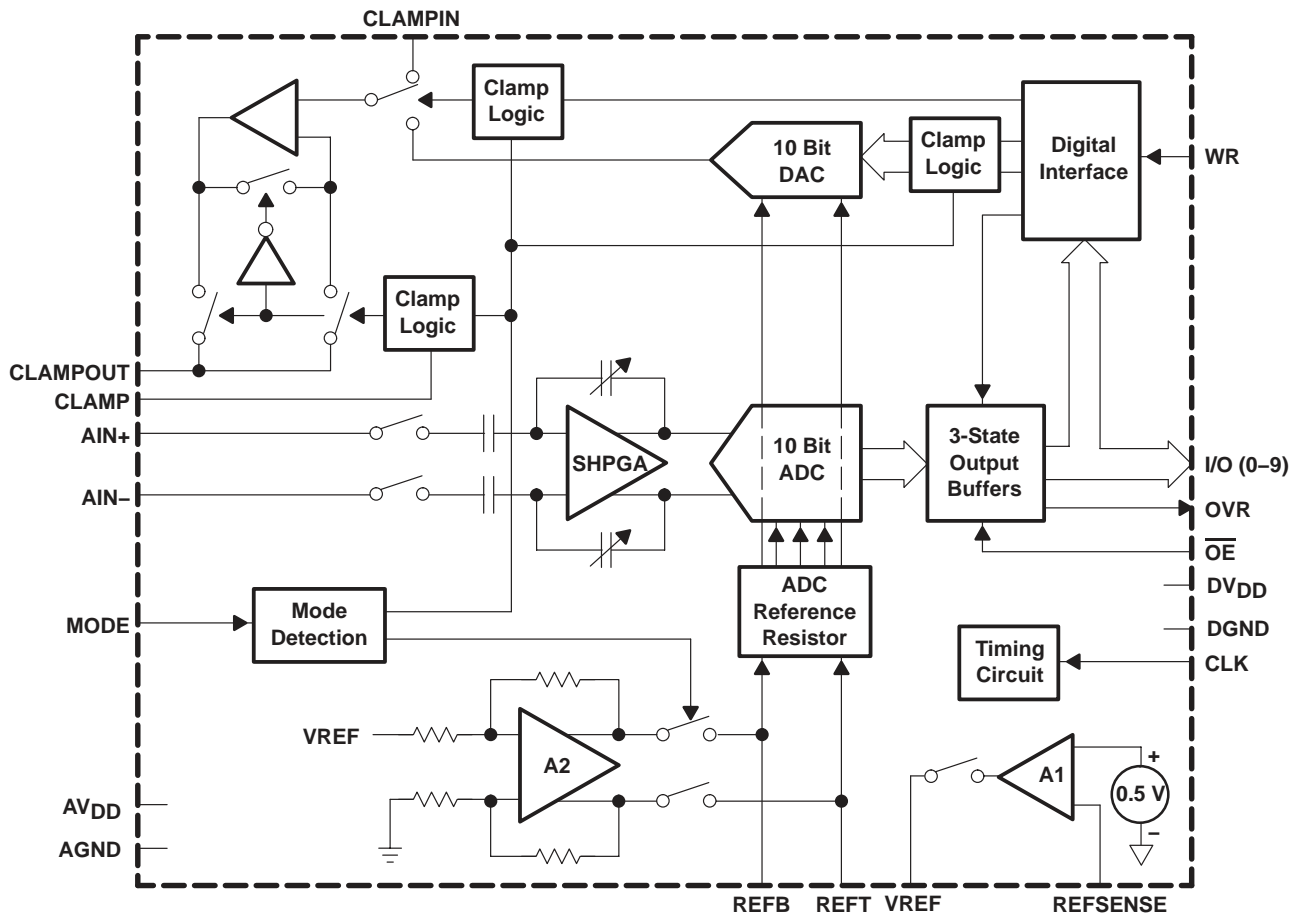 CLAMPIN
Clamp
Logic
10 Bit
DAC
Clamp
Logic
Digital
Interface
WR
Clamp
Logic
CLAMPOUT
CLAMP
AIN+
SHPGA
10 Bit
ADC
3-State
Output
Buffers
I/O (0–9)
AIN–
OVR
OE
DVDD
MODE
Mode
Detection
ADC
Reference
Resistor
DGND
Timing
Circuit
CLK
VREF
A2
A1
+
0.5 V
–
AVDD
AGND
REFB
REFT
VREF
REFSENSE